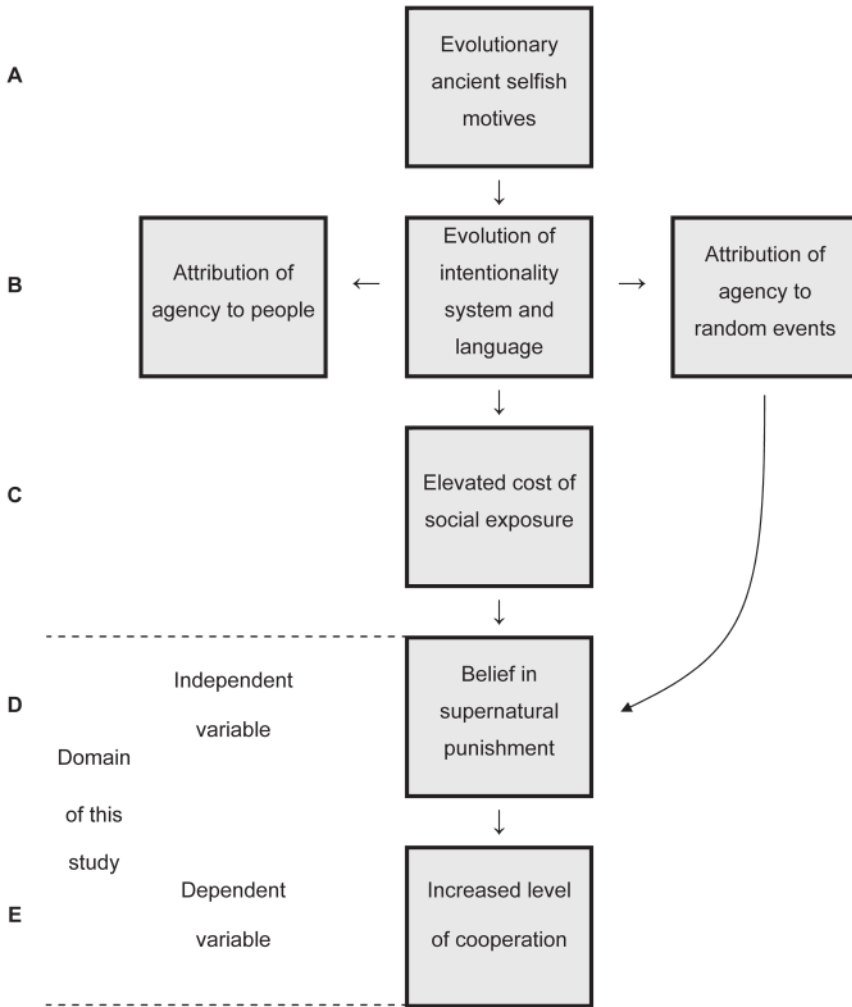 A
Evolutionary
ancient selfish
motives
B
Attribution of
agency to people
Evolution of
intentionality
system and
language
Attribution of
agency to
random events
C
Elevated cost of
social exposure
D
Independent
variable
Belief in
supernatural
punishment
Domain
of this
study
E
Dependent
variable
Increased level
of cooperation